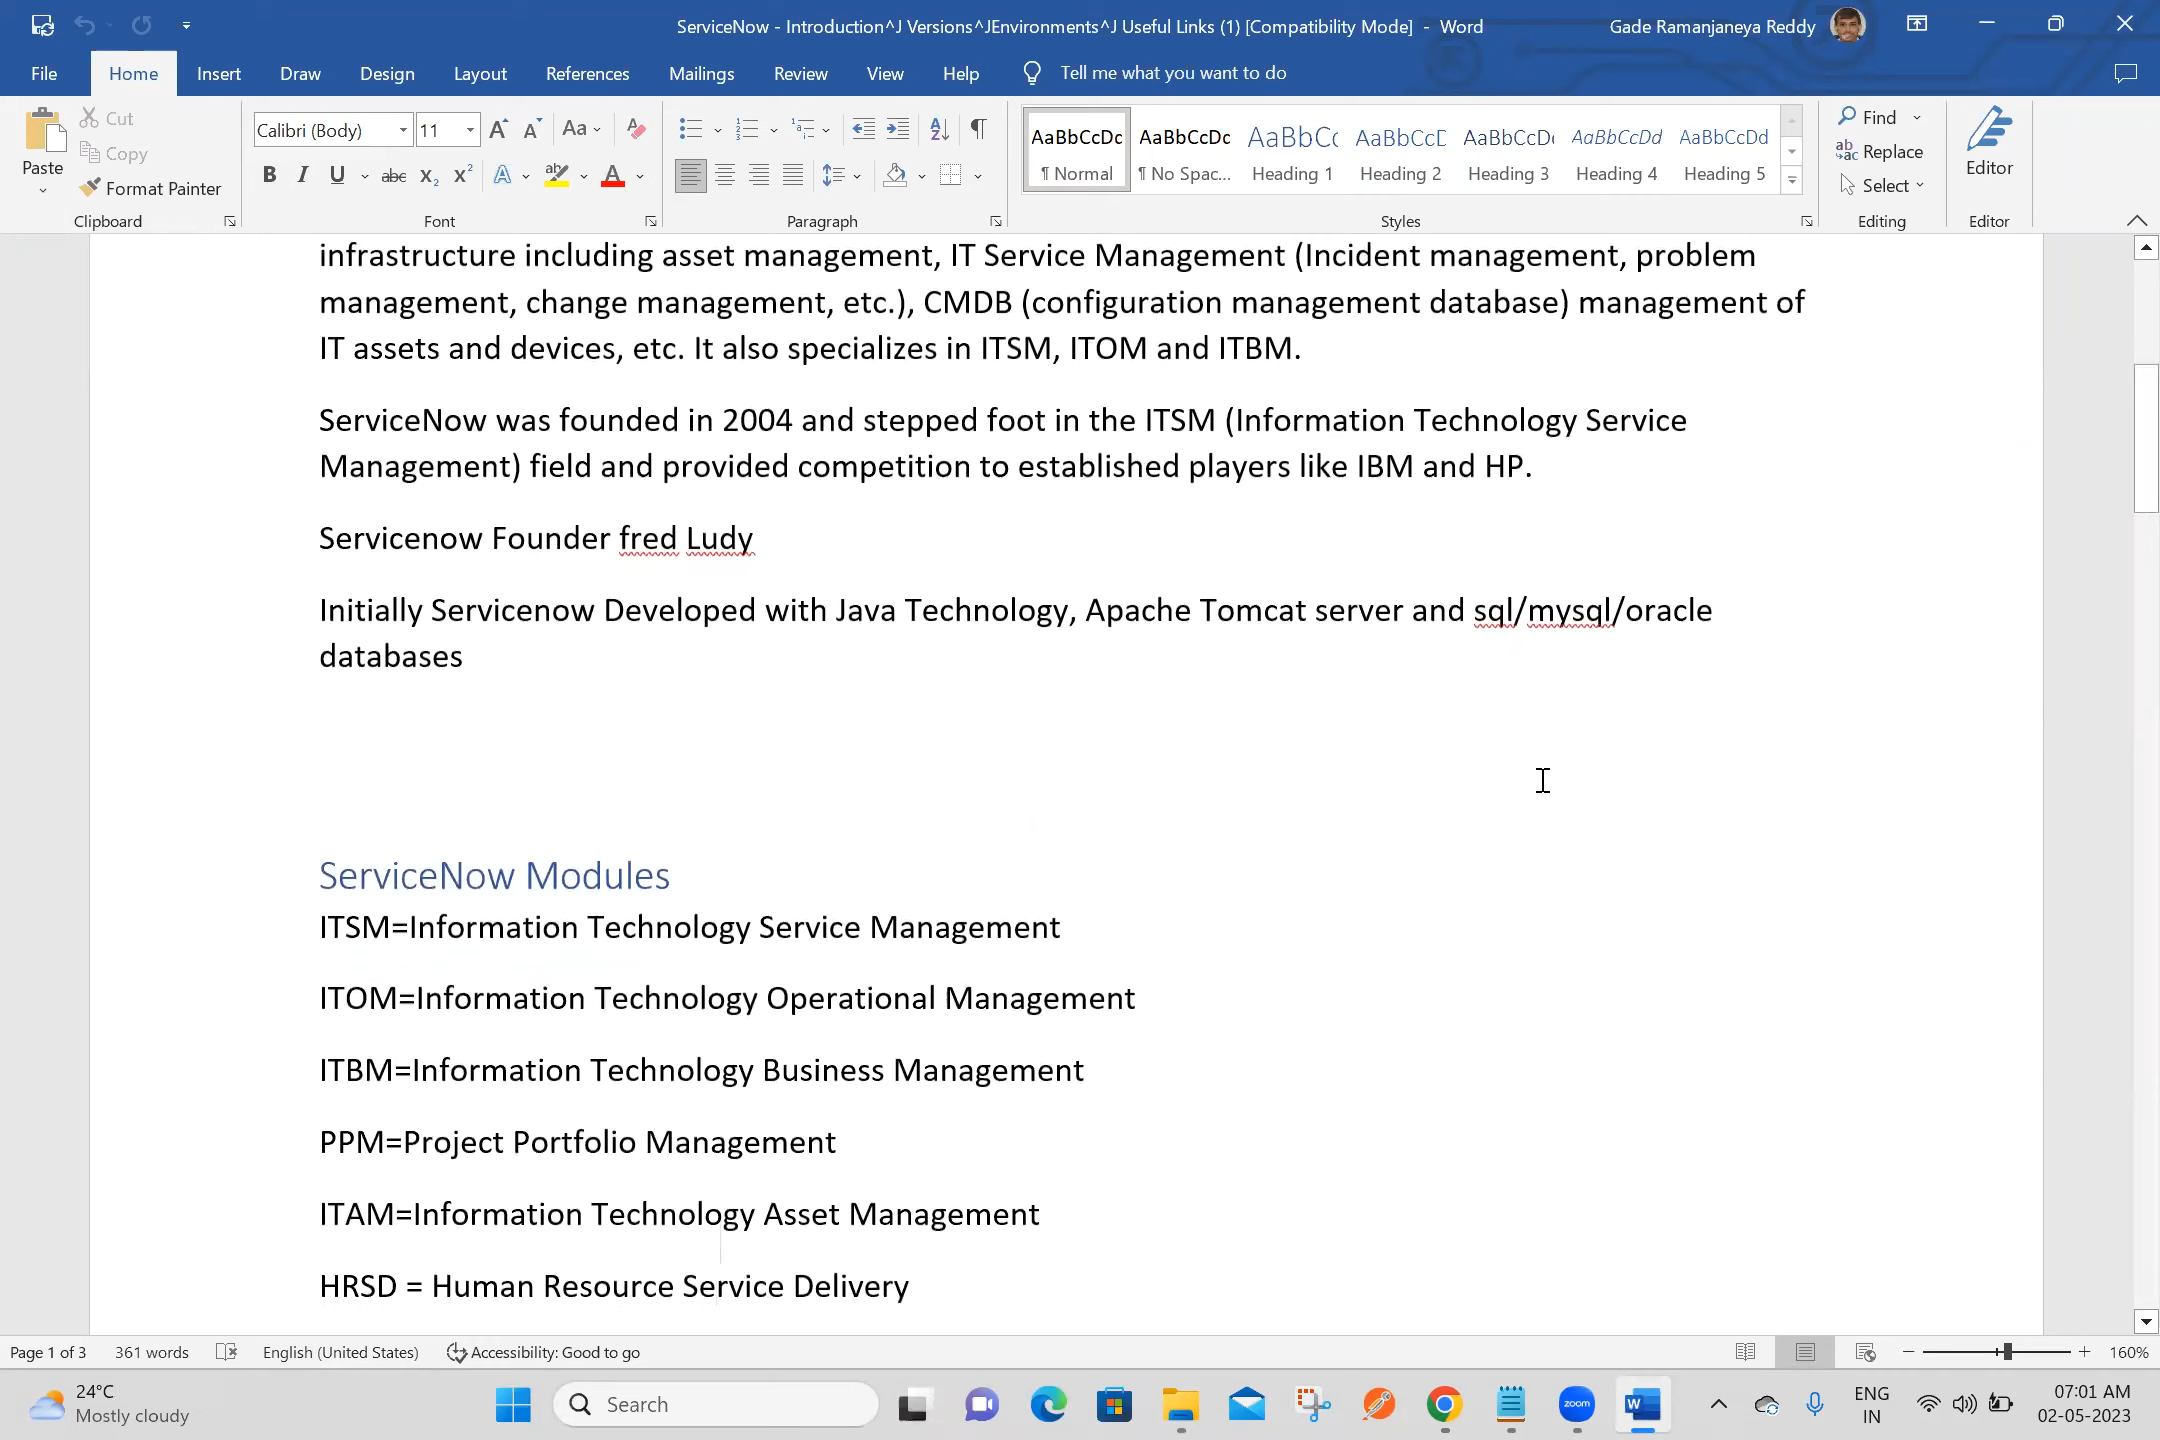 ServiceNow - Introduction^J Versions^JEnvironments^J Useful Links (1) [Compatibility Mode] - Word
Gade Ramanjaneya Reddy
File Home Insert Draw Design Layout References Mailings Review View Help Tell me what you want to do
Paste
Cut
Copy
Format Painter
Clipboard
Calibri (Body) 11 Aa
B I U abc x₂ x² A A
Font
Paragraph
AaBbCcDc AaBbCcDc AaBbCc AaBbCcD AaBbCcD AaBbCcDd AaBbCcDd
¶ Normal ¶ No Spac... Heading 1 Heading 2 Heading 3 Heading 4 Heading 5
Styles
Find
Replace
Select
Editing
Editor
Editor
infrastructure including asset management, IT Service Management (Incident management, problem
management, change management, etc.), CMDB (configuration management database) management of
IT assets and devices, etc. It also specializes in ITSM, ITOM and ITBM.
ServiceNow was founded in 2004 and stepped foot in the ITSM (Information Technology Service
Management) field and provided competition to established players like IBM and HP.
Servicenow Founder fred Ludy
Initially Servicenow Developed with Java Technology, Apache Tomcat server and sql/mysql/oracle
databases
ServiceNow Modules
ITSM=Information Technology Service Management
ITOM=Information Technology Operational Management
ITBM=Information Technology Business Management
PPM=Project Portfolio Management
ITAM=Information Technology Asset Management
HRSD = Human Resource Service Delivery
Page 1 of 3 361 words English (United States) Accessibility: Good to go 160%
24°C
Mostly cloudy
Search
zoom
ENG
IN
07:01 AM
02-05-2023